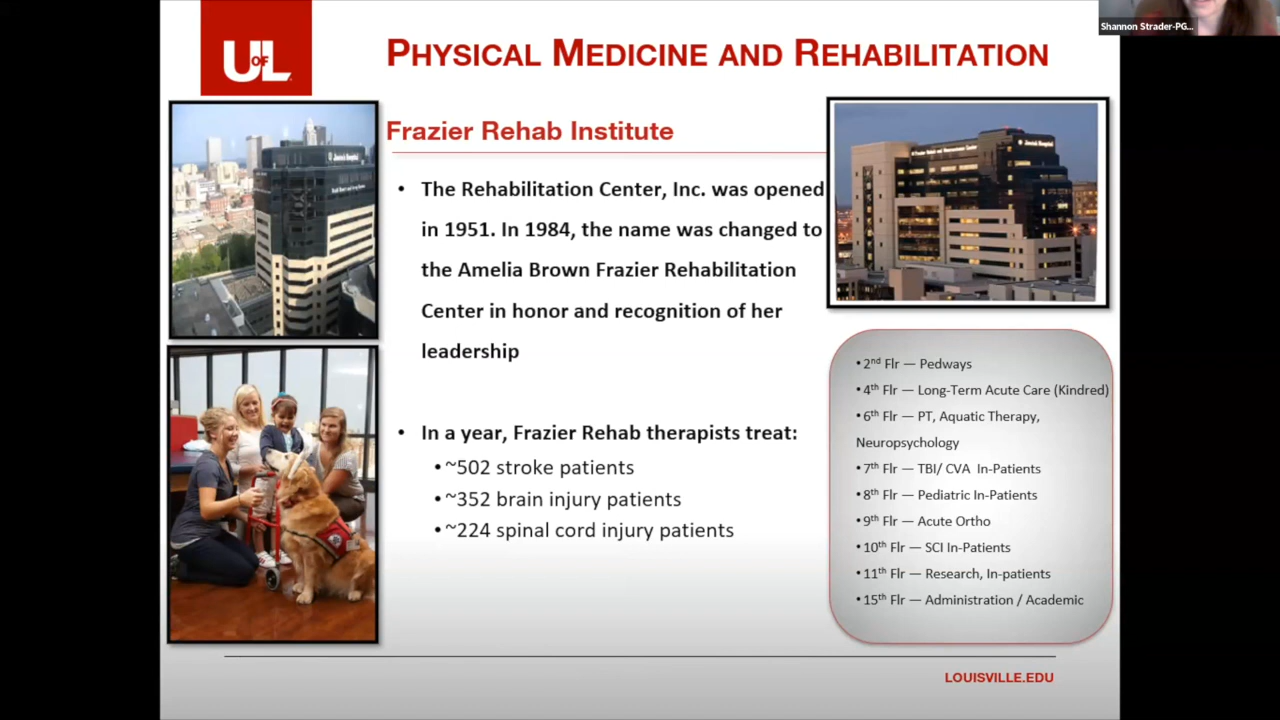 Shannon Strader-PG...
UofL
PHYSICAL MEDICINE AND REHABILITATION
Frazier Rehab Institute
• The Rehabilitation Center, Inc. was opened
in 1951. In 1984, the name was changed to
the Amelia Brown Frazier Rehabilitation
Center in honor and recognition of her
leadership
• In a year, Frazier Rehab therapists treat:
• ~502 stroke patients
• ~352 brain injury patients
• ~224 spinal cord injury patients
Jewish Hospital
Jewish Hospital
• 2nd Flr — Pedways
• 4th Flr — Long-Term Acute Care (Kindred)
• 6th Flr — PT, Aquatic Therapy,
Neuropsychology
• 7th Flr — TBI/ CVA In-Patients
• 8th Flr — Pediatric In-Patients
• 9th Flr — Acute Ortho
• 10th Flr — SCI In-Patients
• 11th Flr — Research, In-patients
• 15th Flr — Administration / Academic
LOUISVILLE.EDU